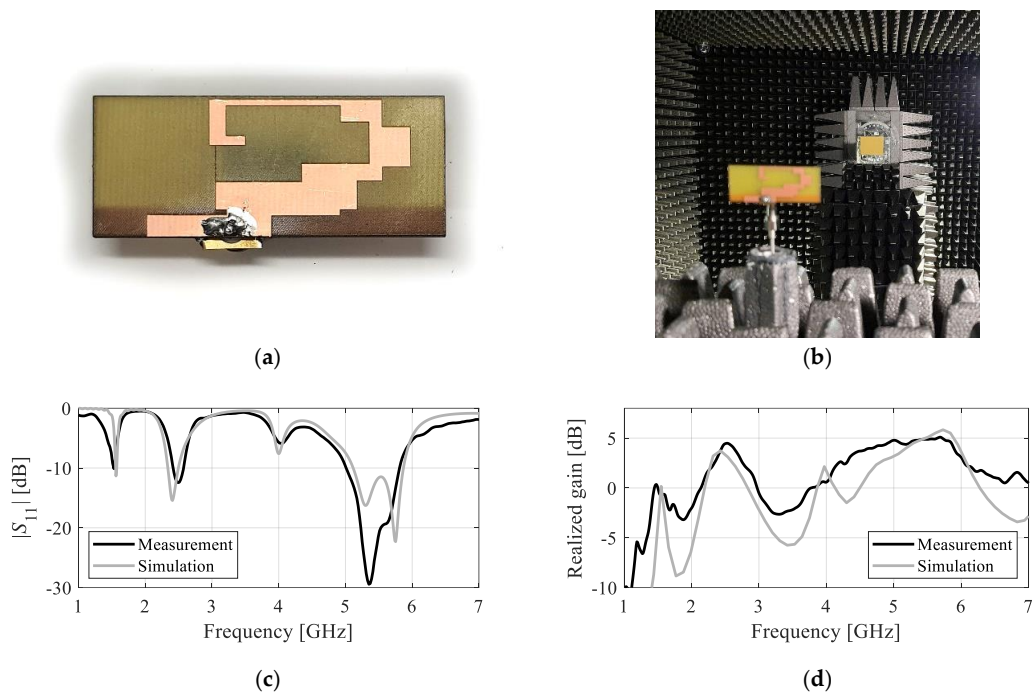 (a)
(b)
0
-10
-20
-30
|S11| [dB]
Measurement
Simulation
1 2 3 4 5 6 7
Frequency [GHz]
(c)
5
0
-5
-10
Realized gain [dB]
Measurement
Simulation
1 2 3 4 5 6 7
Frequency [GHz]
(d)